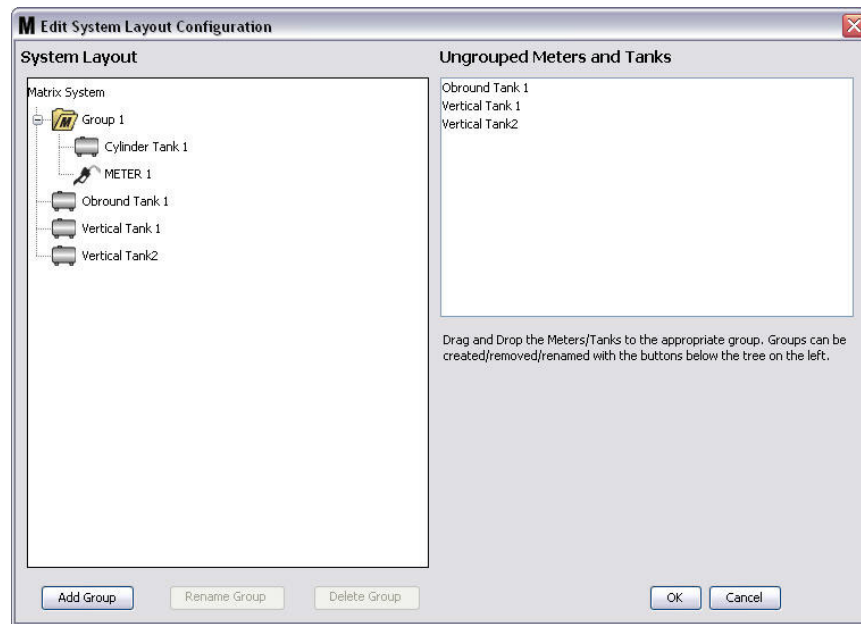 M Edit System Layout Configuration
System Layout
Matrix System
M Group 1
Cylinder Tank 1
METER 1
Obround Tank 1
Vertical Tank 1
Vertical Tank2
Ungrouped Meters and Tanks
Obround Tank 1
Vertical Tank 1
Vertical Tank2
Drag and Drop the Meters/Tanks to the appropriate group. Groups can be
created/removed/renamed with the buttons below the tree on the left.
Add Group Rename Group Delete Group OK Cancel